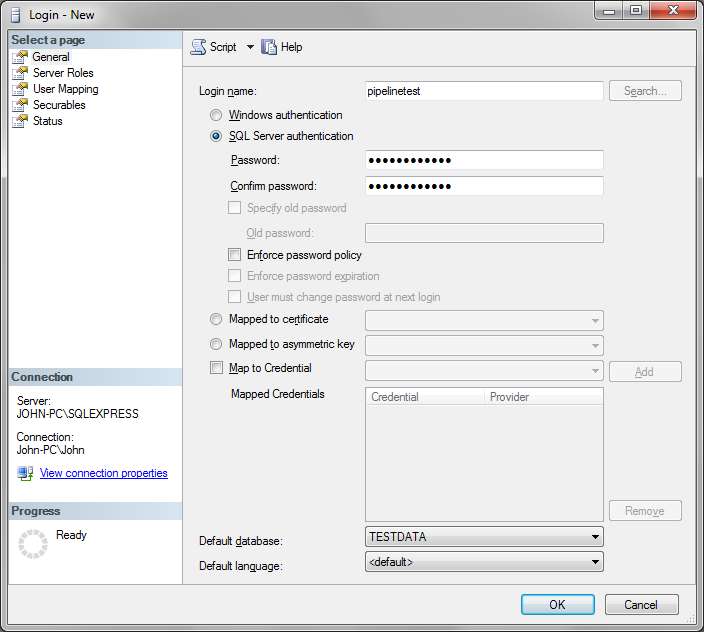 Login - New
Select a page
General
Server Roles
User Mapping
Securables
Status
Connection
Server:
JOHN-PC\SQLEXPRESS
Connection:
John-PC\John
View connection properties
Progress
Ready
Script Help
Login name: pipelinetest Search...
Windows authentication
SQL Server authentication
Password: ●●●●●●●●●●●●
Confirm password: ●●●●●●●●●●●●
Specify old password
Old password:
Enforce password policy
Enforce password expiration
User must change password at next login
Mapped to certificate
Mapped to asymmetric key
Map to Credential Add
Mapped Credentials Credential Provider
Remove
Default database: TESTDATA
Default language: <default>
OK Cancel